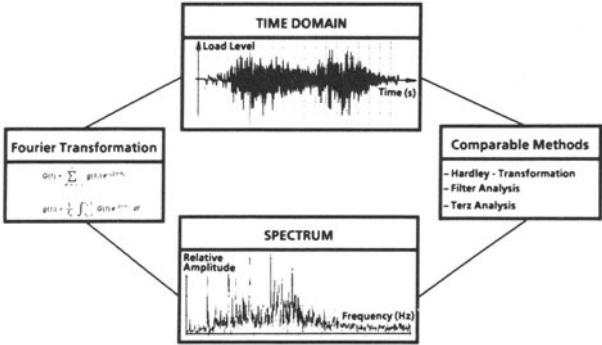 TIME DOMAIN
Load Level
Time (s)
Fourier Transformation
Comparable Methods
– Hardley - Transformation
– Filter Analysis
– Terz Analysis
SPECTRUM
Relative
Amplitude
Frequency (Hz)